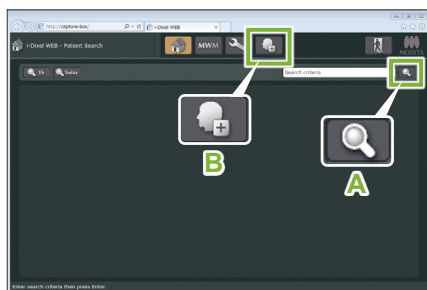 http://capture-box/
i-Dixel WEB
i-Dixel WEB - Patient Search
MWM
MORITA
1h
Today
Search criteria
B
A
Enter search criteria then press Enter.